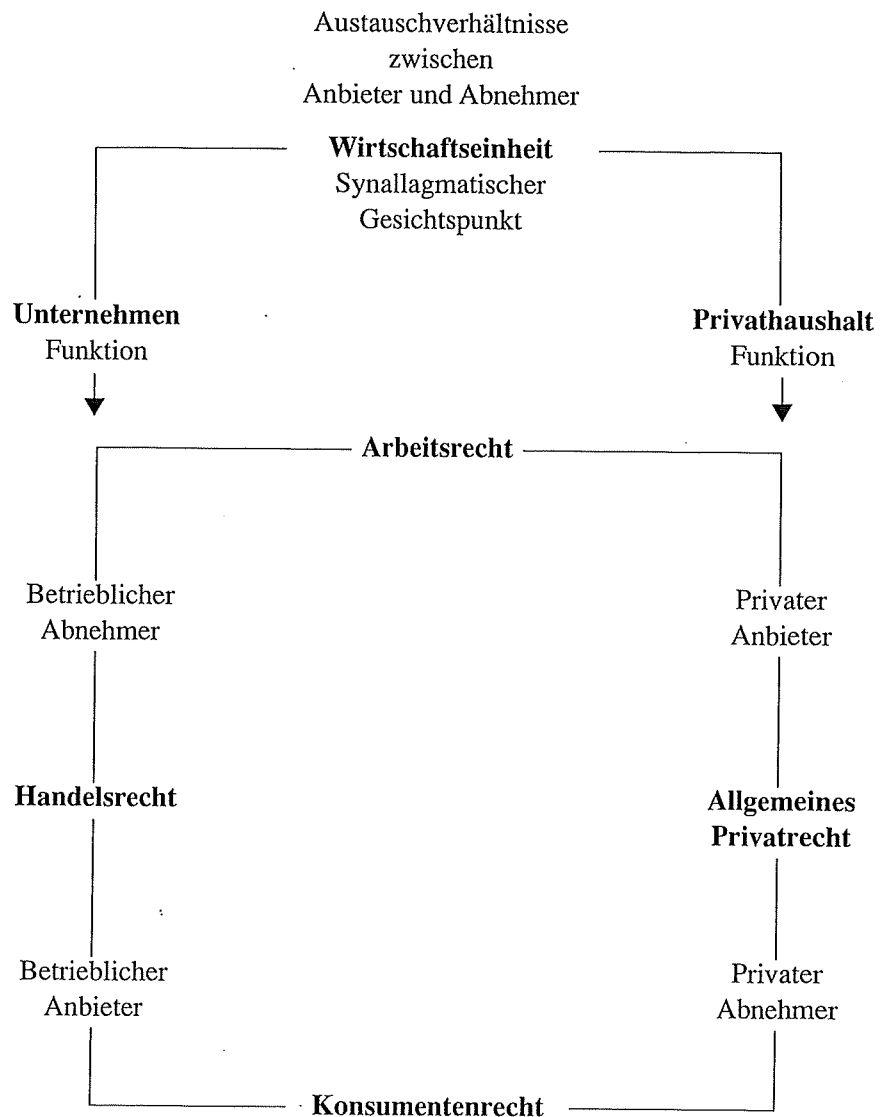 Austauschverhältnisse
zwischen
Anbieter und Abnehmer
Wirtschaftseinheit
Synallagmatischer
Gesichtspunkt
Unternehmen
Funktion
Privathaushalt
Funktion
Arbeitsrecht
Betrieblicher
Abnehmer
Privater
Anbieter
Handelsrecht
Allgemeines
Privatrecht
Betrieblicher
Anbieter
Privater
Abnehmer
Konsumentenrecht